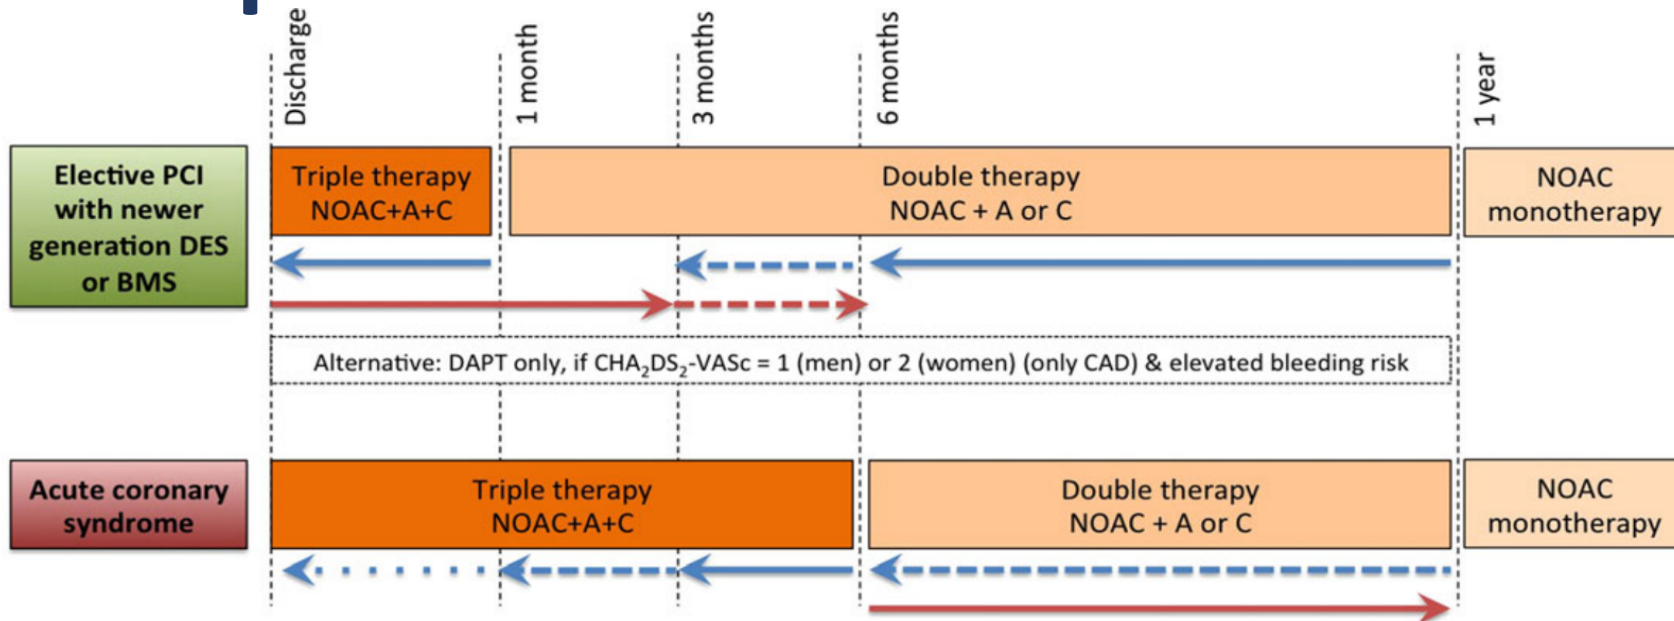 Discharge
1 month
3 months
6 months
1 year
Elective PCI
with newer
generation DES
or BMS
Triple therapy
NOAC+A+C
Double therapy
NOAC + A or C
NOAC
monotherapy
Alternative: DAPT only, if CHA₂DS₂-VASc = 1 (men) or 2 (women) (only CAD) & elevated bleeding risk
Acute coronary
syndrome
Triple therapy
NOAC+A+C
Double therapy
NOAC + A or C
NOAC
monotherapy